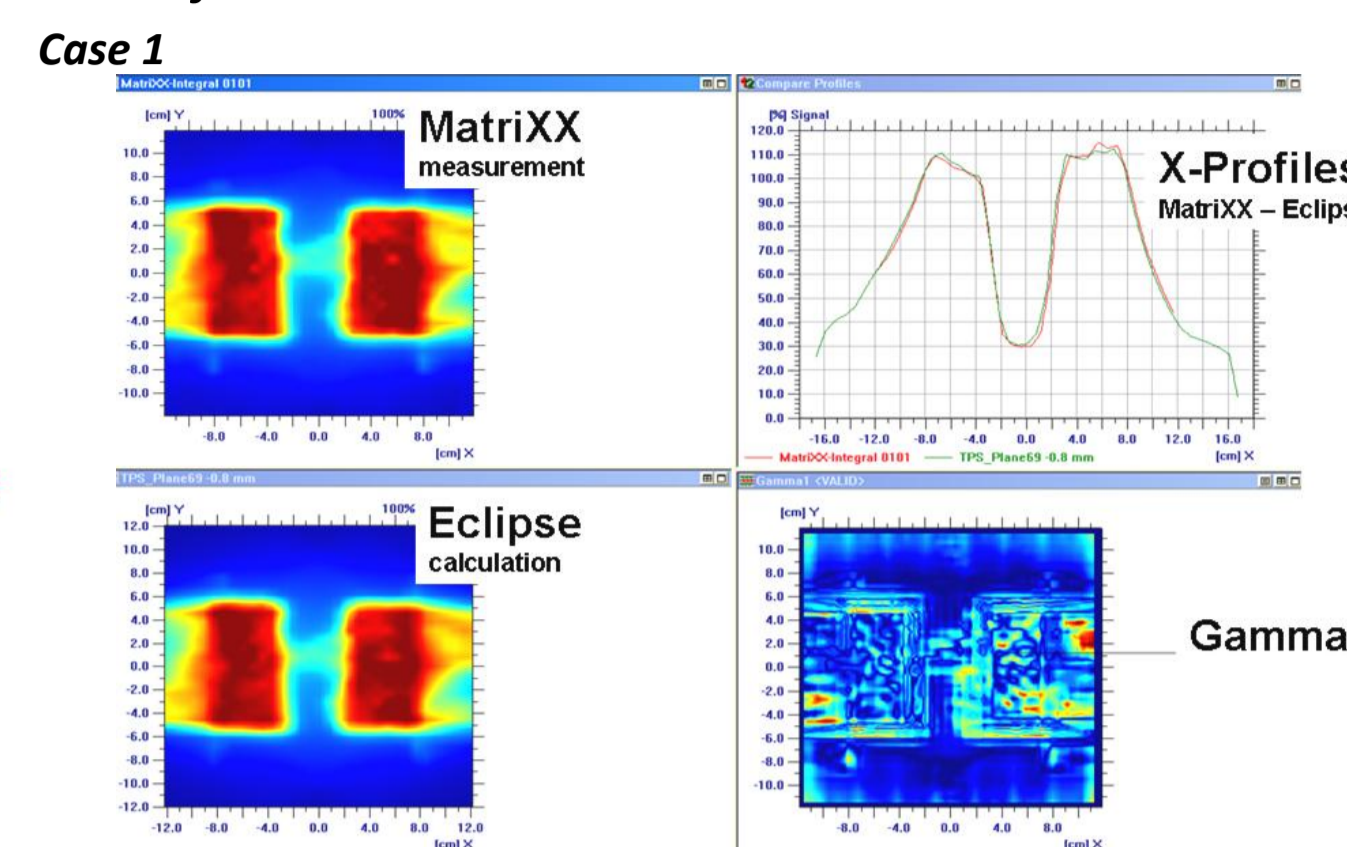 Case 1
MatriXX-Integral 0101
[cm] Y
100%
MatriXX
measurement
10.0
8.0
6.0
4.0
2.0
0.0
-2.0
-4.0
-6.0
-8.0
-10.0
-8.0 -4.0 0.0 4.0 8.0
[cm] X
Compare Profiles
[%] Signal
120.0
110.0
100.0
90.0
80.0
70.0
60.0
50.0
40.0
30.0
20.0
10.0
0.0
X-Profiles
MatriXX – Eclips
-16.0 -12.0 -8.0 -4.0 0.0 4.0 8.0 12.0 16.0
MatriXX-Integral 0101 TPS_Plane69 -0.8 mm
[cm] X
TPS_Plane69 -0.8 mm
[cm] Y
100%
Eclipse
calculation
12.0
10.0
8.0
6.0
4.0
2.0
0.0
-2.0
-4.0
-6.0
-8.0
-10.0
-12.0
-12.0 -8.0 -4.0 0.0 4.0 8.0 12.0
[cm] X
Gamma1 <VALID>
[cm] Y
10.0
8.0
6.0
4.0
2.0
0.0
-2.0
-4.0
-6.0
-8.0
-10.0
Gamma
-8.0 -4.0 0.0 4.0 8.0
[cm] X